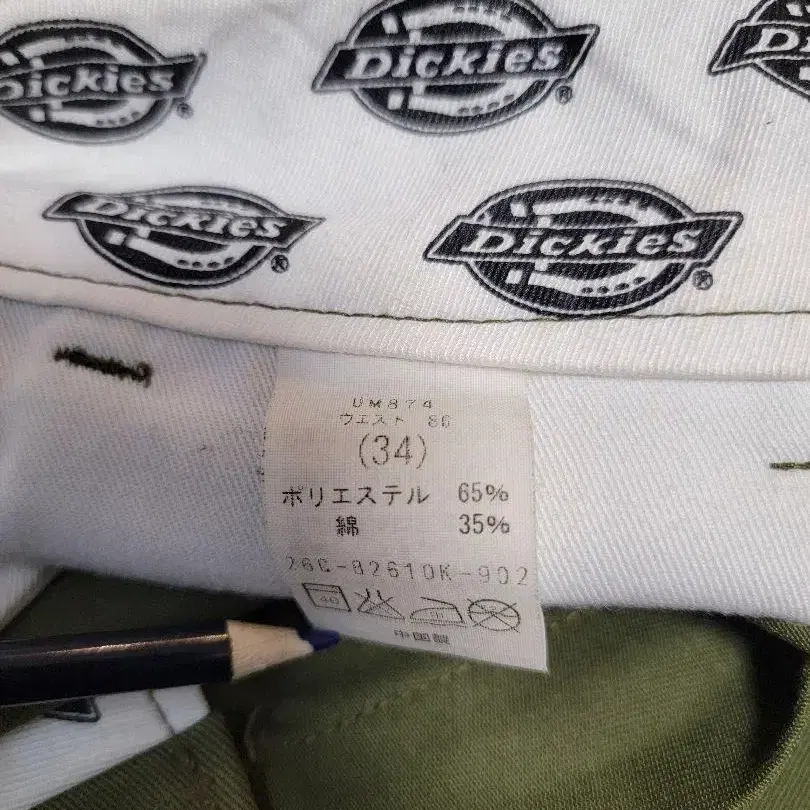 Dickies ®
Dickies ®
Dickies ®
Dickies ®
UM874
ウエスト 86
(34)
ポリエステル 65%
綿 35%
26C-02610K-902
40
中国製